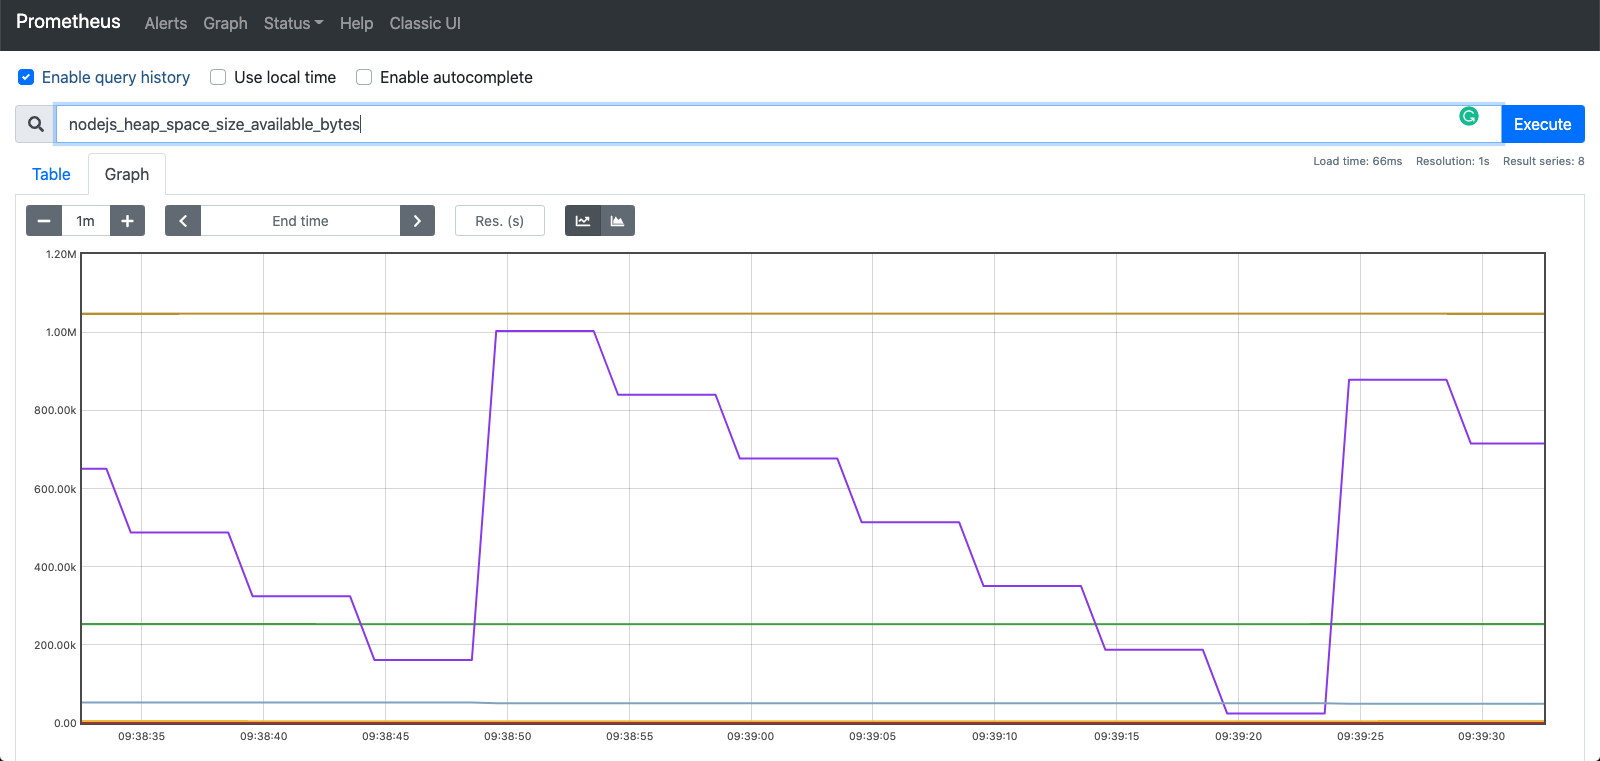 Prometheus Alerts Graph Status Help Classic UI
Enable query history Use local time Enable autocomplete
nodejs_heap_space_size_available_bytes Execute
Load time: 66ms Resolution: 1s Result series: 8
Table Graph
1m End time Res. (s)
1.20M
1.00M
800.00k
600.00k
400.00k
200.00k
0.00
09:38:35 09:38:40 09:38:45 09:38:50 09:38:55 09:39:00 09:39:05 09:39:10 09:39:15 09:39:20 09:39:25 09:39:30